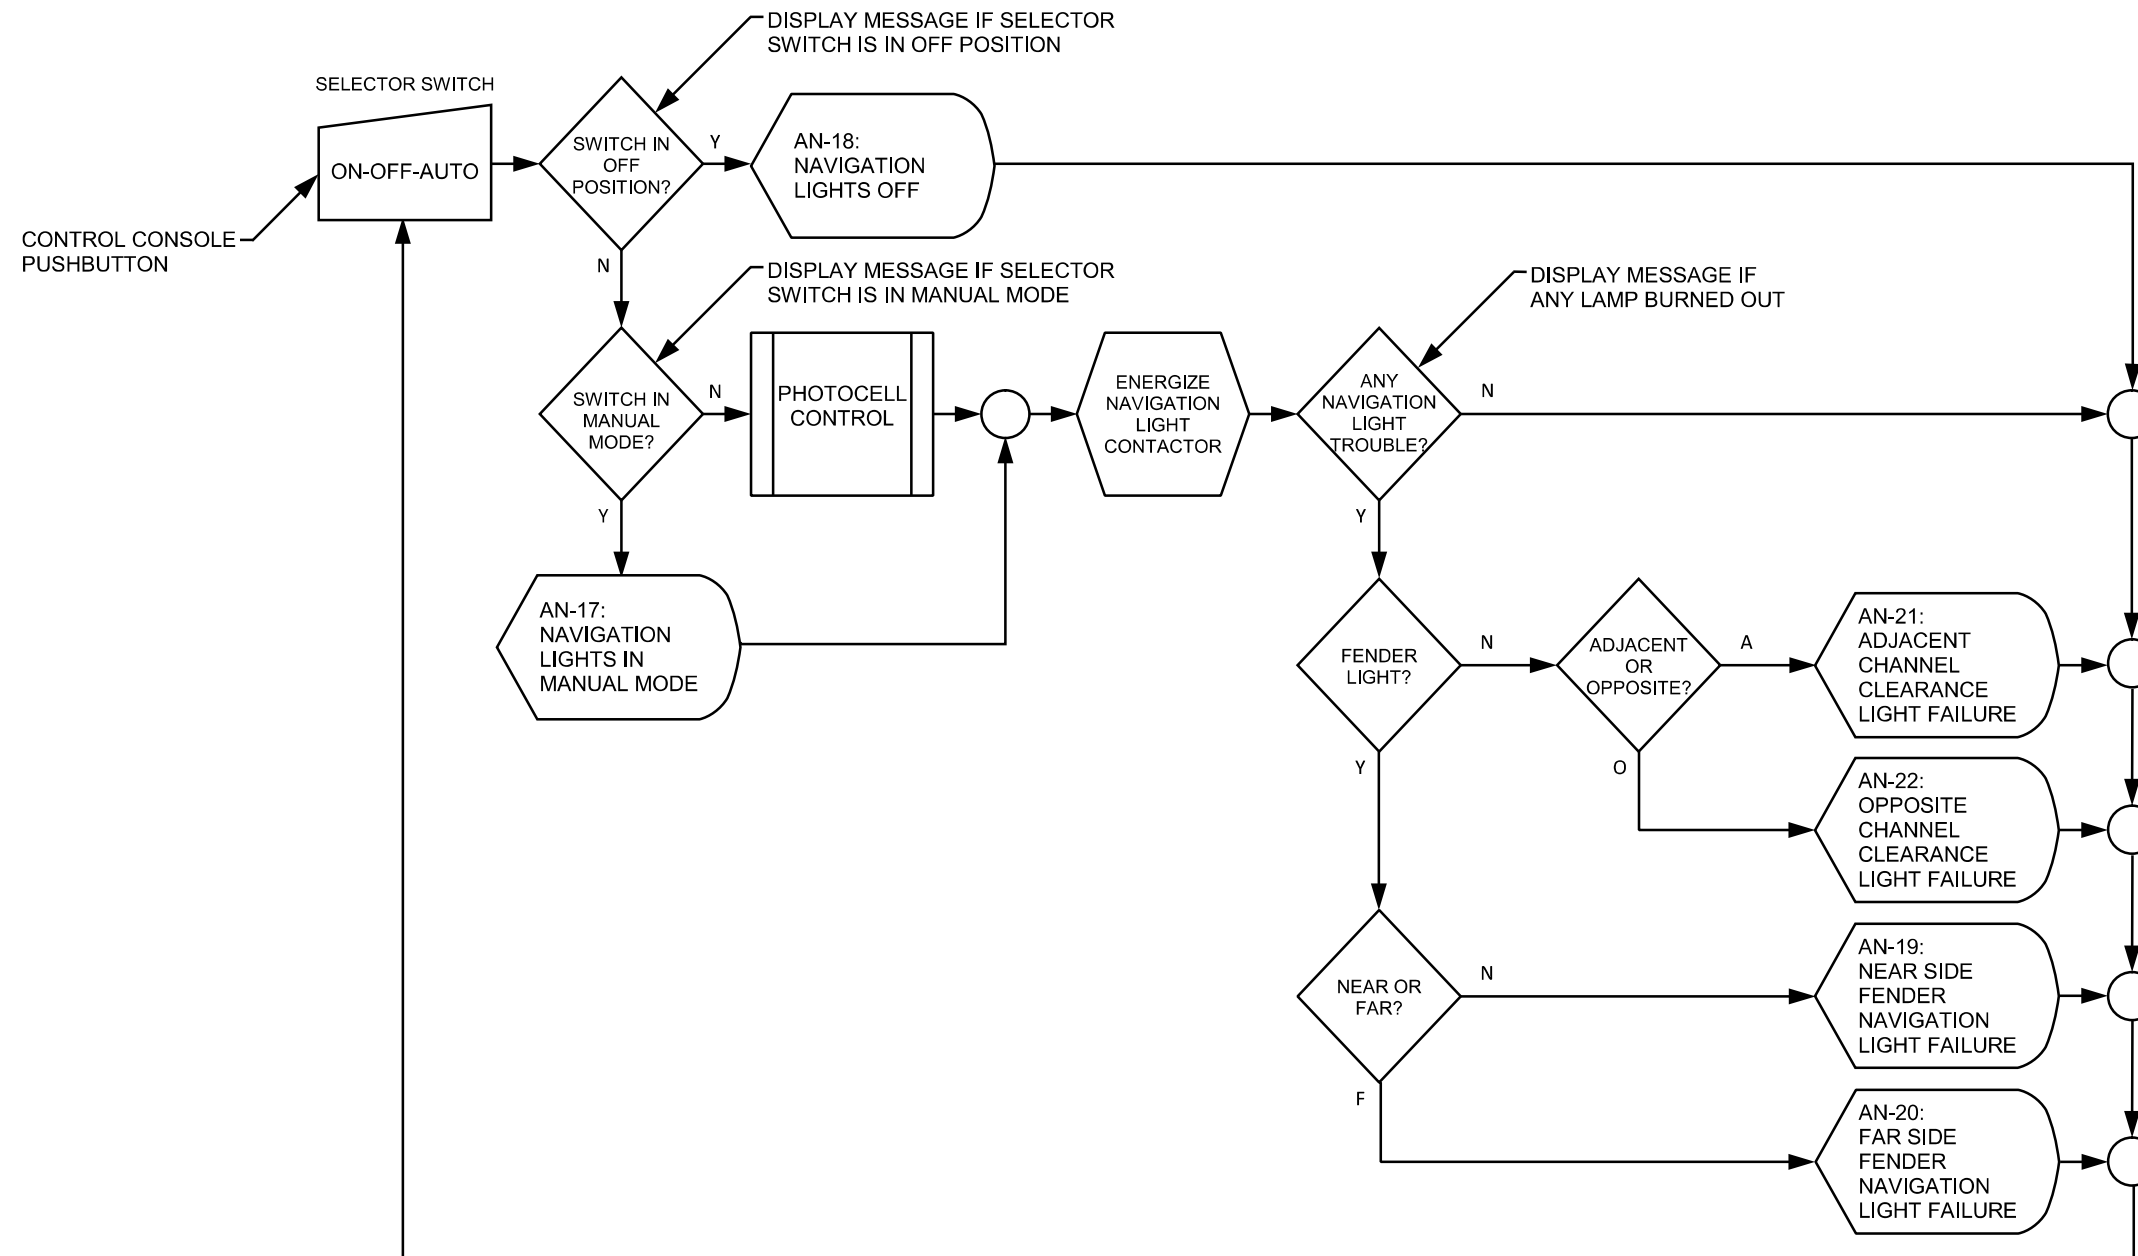 DISPLAY MESSAGE IF SELECTOR
SWITCH IS IN OFF POSITION
SELECTOR SWITCH
ON-OFF-AUTO
CONTROL CONSOLE
PUSHBUTTON
SWITCH IN
OFF
POSITION?
Y
N
AN-18:
NAVIGATION
LIGHTS OFF
DISPLAY MESSAGE IF SELECTOR
SWITCH IS IN MANUAL MODE
SWITCH IN
MANUAL
MODE?
N
Y
PHOTOCELL
CONTROL
AN-17:
NAVIGATION
LIGHTS IN
MANUAL MODE
ENERGIZE
NAVIGATION
LIGHT
CONTACTOR
DISPLAY MESSAGE IF
ANY LAMP BURNED OUT
ANY
NAVIGATION
LIGHT
TROUBLE?
N
Y
FENDER
LIGHT?
N
Y
ADJACENT
OR
OPPOSITE?
A
O
AN-21:
ADJACENT
CHANNEL
CLEARANCE
LIGHT FAILURE
AN-22:
OPPOSITE
CHANNEL
CLEARANCE
LIGHT FAILURE
NEAR OR
FAR?
N
F
AN-19:
NEAR SIDE
FENDER
NAVIGATION
LIGHT FAILURE
AN-20:
FAR SIDE
FENDER
NAVIGATION
LIGHT FAILURE